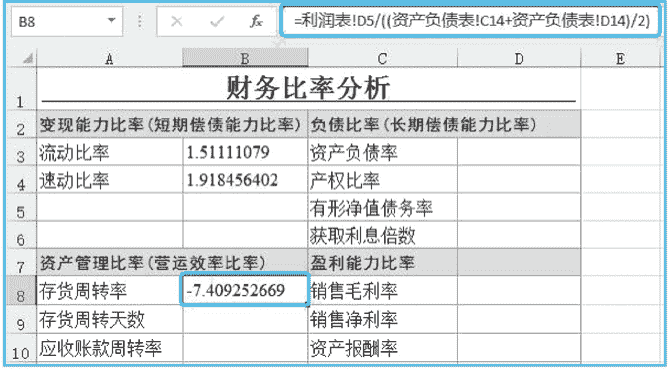 B8 =利润表!D5/((资产负债表!C14+资产负债表!D14)/2)
A B C D E
1 财务比率分析
2 变现能力比率(短期偿债能力比率) 负债比率(长期偿债能力比率)
3 流动比率 1.51111079 资产负债率
4 速动比率 1.918456402 产权比率
5 有形净值债务率
6 获取利息倍数
7 资产管理比率(营运效率比率) 盈利能力比率
8 存货周转率 -7.409252669 销售毛利率
9 存货周转天数 销售净利率
10 应收账款周转率 资产报酬率